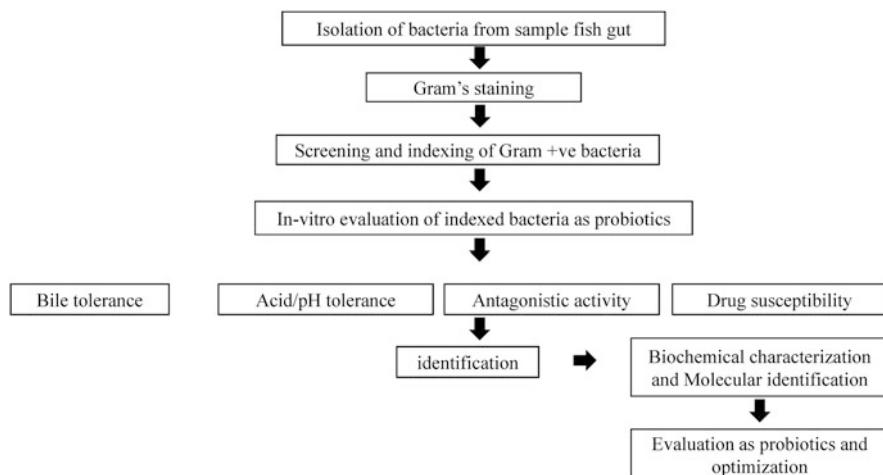 Isolation of bacteria from sample fish gut
Gram's staining
Screening and indexing of Gram +ve bacteria
In-vitro evaluation of indexed bacteria as probiotics
Bile tolerance
Acid/pH tolerance
Antagonistic activity
Drug susceptibility
identification
Biochemical characterization
and Molecular identification
Evaluation as probiotics and
optimization